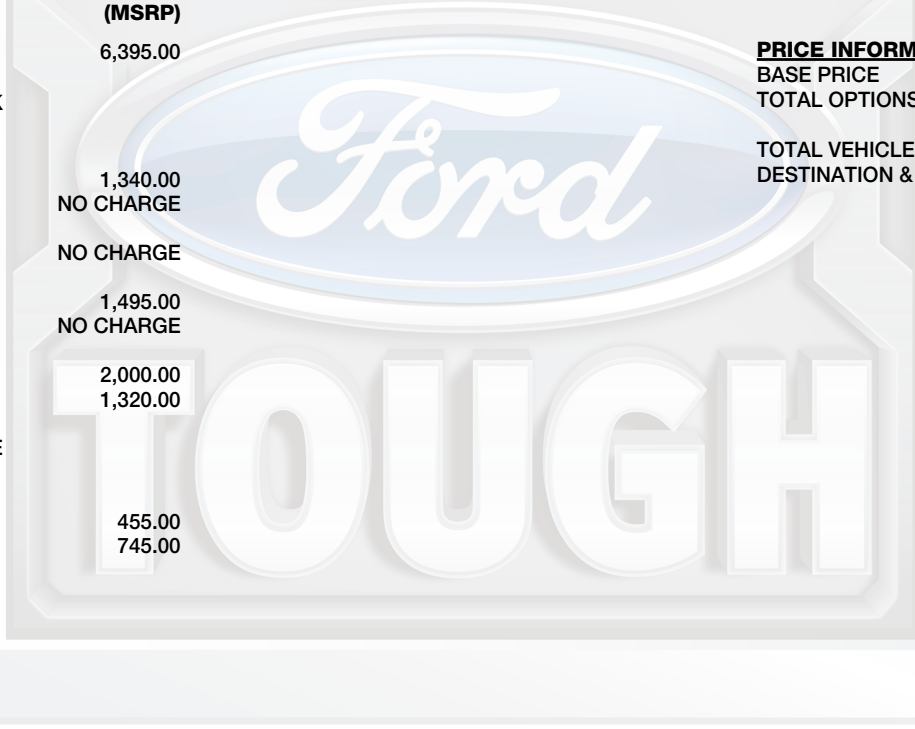 (MSRP)
6,395.00
1,340.00
NO CHARGE
NO CHARGE
1,495.00
NO CHARGE
2,000.00
1,320.00
455.00
745.00
PRICE INFORM
BASE PRICE
TOTAL OPTIONS
TOTAL VEHICLE
DESTINATION &
Ford
TOUGH